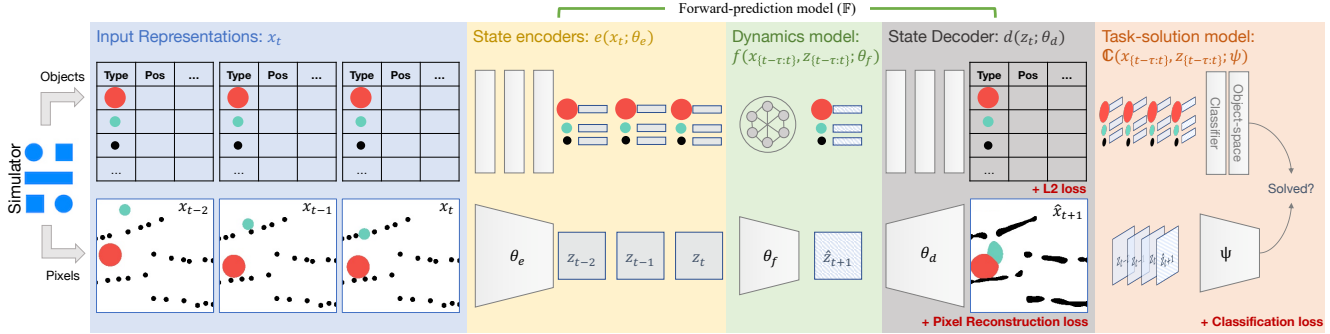 Forward-prediction model (𝔽)
Input Representations: x_t
State encoders: e(x_t; θ_e)
Dynamics model:
f(x_{t-τ:t}, z_{t-τ:t}; θ_f)
State Decoder: d(z_t; θ_d)
Task-solution model:
ℂ(x_{t-τ:t}, z_{t-τ:t}; ψ)
Simulator
Objects
Pixels
Type Pos ...
...
Type Pos ...
...
Type Pos ...
...
Type Pos ...
...
+ L2 loss
Classifier
Object-space
Solved?
x_{t-2}
x_{t-1}
x_t
θ_e
z_{t-2}
z_{t-1}
z_t
θ_f
ẑ_{t+1}
θ_d
x̂_{t+1}
+ Pixel Reconstruction loss
ẑ_{t+1}
ψ
+ Classification loss